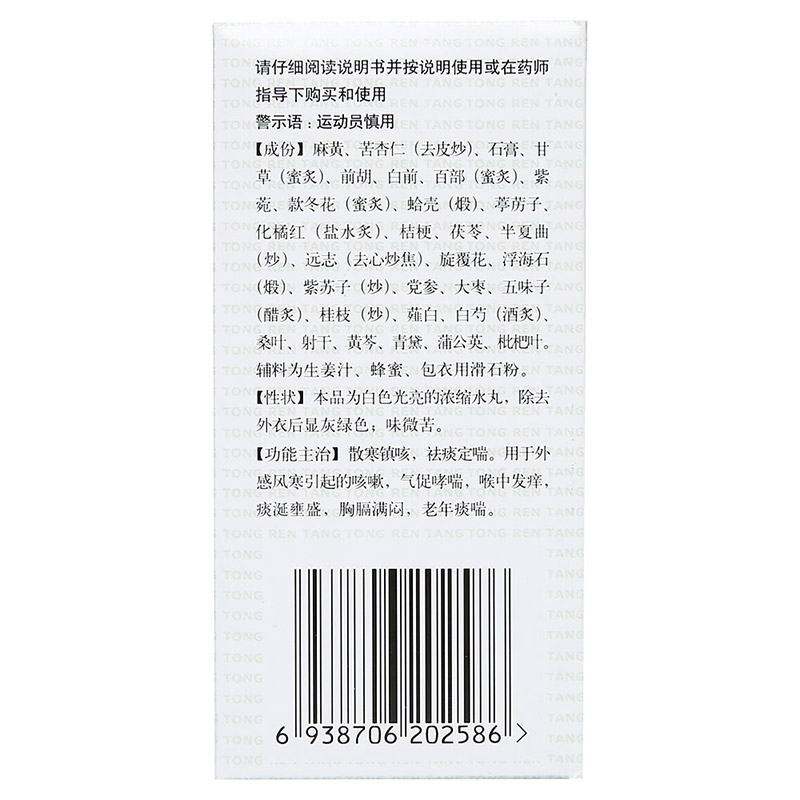 请仔细阅读说明书并按说明使用或在药师
指导下购买和使用
警示语：运动员慎用
【成份】麻黄、苦杏仁（去皮炒）、石膏、甘
草（蜜炙）、前胡、白前、百部（蜜炙）、紫
菀、款冬花（蜜炙）、蛤壳（煅）、葶苈子、
化橘红（盐水炙）、桔梗、茯苓、半夏曲
（炒）、远志（去心炒焦）、旋覆花、浮海石
（煅）、紫苏子（炒）、党参、大枣、五味子
（醋炙）、桂枝（炒）、薤白、白芍（酒炙）、
桑叶、射干、黄芩、青黛、蒲公英、枇杷叶。
辅料为生姜汁、蜂蜜、包衣用滑石粉。
【性状】本品为白色光亮的浓缩水丸，除去
外衣后显灰绿色；味微苦。
【功能主治】散寒镇咳，祛痰定喘。用于外
感风寒引起的咳嗽，气促哮喘，喉中发痒，
痰涎壅盛，胸膈满闷，老年痰喘。
6 938706 202586 >